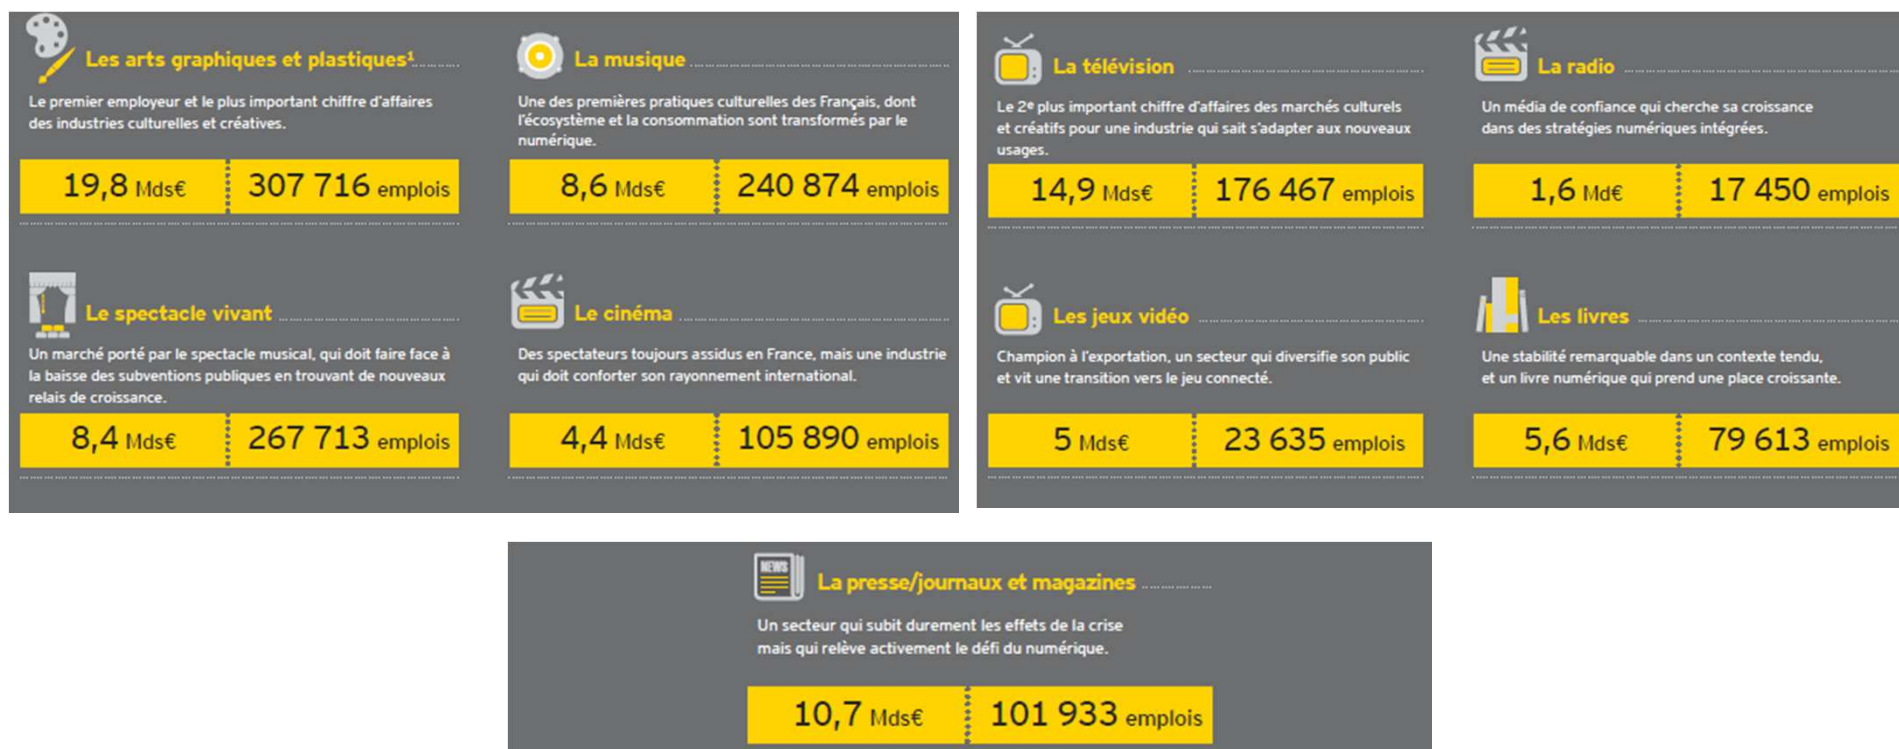 Les arts graphiques et plastiques¹
Le premier employeur et le plus important chiffre d'affaires
des industries culturelles et créatives.
19,8 Mds€ 307 716 emplois
La musique
Une des premières pratiques culturelles des Français, dont
l'écosystème et la consommation sont transformés par le
numérique.
8,6 Mds€ 240 874 emplois
Le spectacle vivant
Un marché porté par le spectacle musical, qui doit faire face à
la baisse des subventions publiques en trouvant de nouveaux
relais de croissance.
8,4 Mds€ 267 713 emplois
Le cinéma
Des spectateurs toujours assidus en France, mais une industrie
qui doit conforter son rayonnement international.
4,4 Mds€ 105 890 emplois
La télévision
Le 2e plus important chiffre d'affaires des marchés culturels
et créatifs pour une industrie qui sait s'adapter aux nouveaux
usages.
14,9 Mds€ 176 467 emplois
La radio
Un média de confiance qui cherche sa croissance
dans des stratégies numériques intégrées.
1,6 Md€ 17 450 emplois
Les jeux vidéo
Champion à l'exportation, un secteur qui diversifie son public
et vit une transition vers le jeu connecté.
5 Mds€ 23 635 emplois
Les livres
Une stabilité remarquable dans un contexte tendu,
et un livre numérique qui prend une place croissante.
5,6 Mds€ 79 613 emplois
NEWS
La presse/journaux et magazines
Un secteur qui subit durement les effets de la crise
mais qui relève activement le défi du numérique.
10,7 Mds€ 101 933 emplois